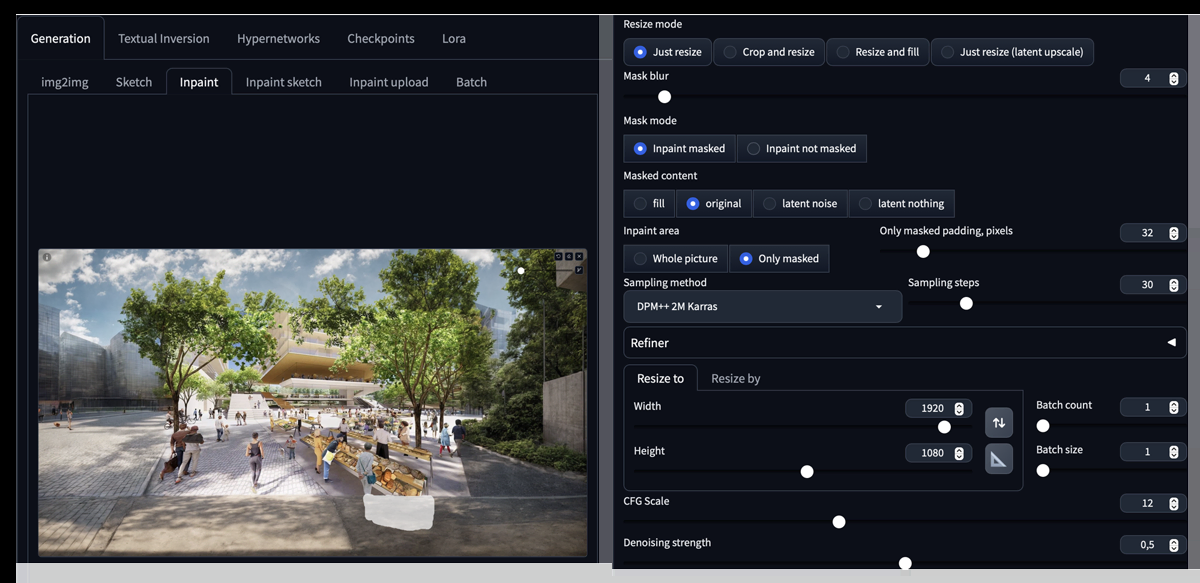 Generation Textual Inversion Hypernetworks Checkpoints Lora
img2img Sketch Inpaint Inpaint sketch Inpaint upload Batch
Resize mode
Just resize Crop and resize Resize and fill Just resize (latent upscale)
Mask blur 4
Mask mode
Inpaint masked Inpaint not masked
Masked content
fill original latent noise latent nothing
Inpaint area Only masked padding, pixels 32
Whole picture Only masked
Sampling method Sampling steps 30
DPM++ 2M Karras
Refiner
Resize to Resize by
Width 1920 Batch count 1
Height 1080 Batch size 1
CFG Scale 12
Denoising strength 0,5